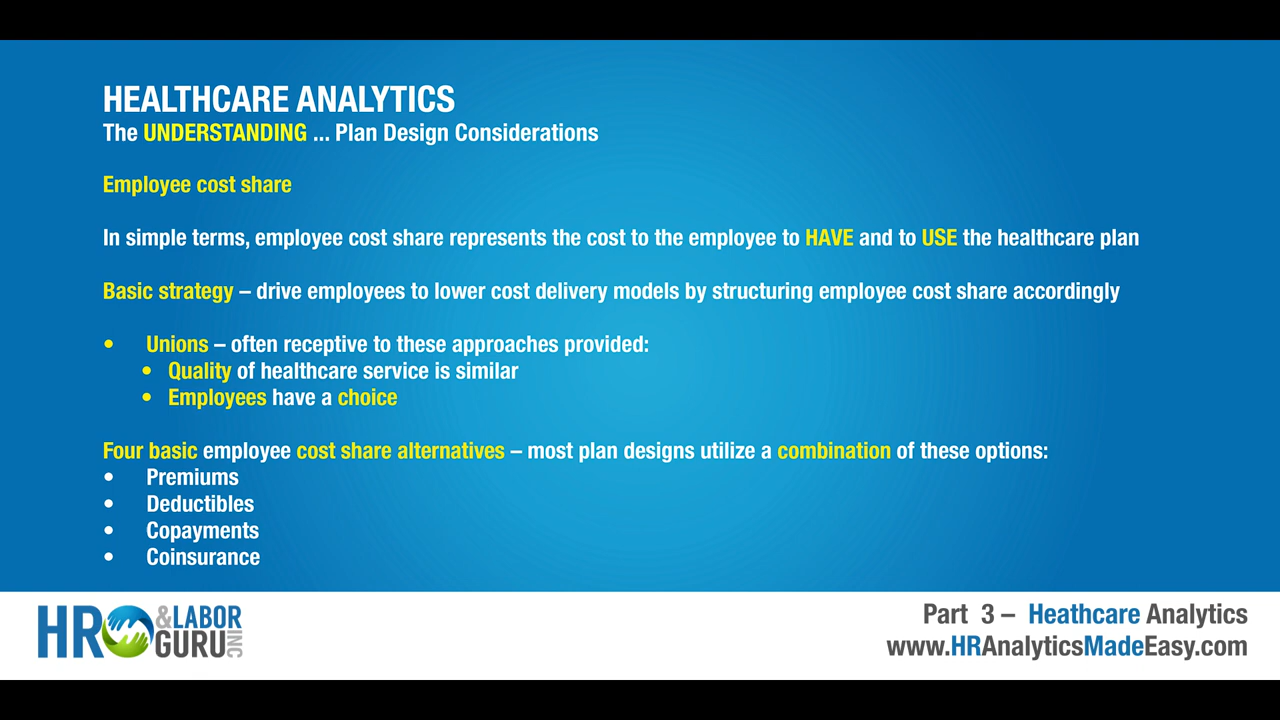 HEALTHCARE ANALYTICS
The UNDERSTANDING ... Plan Design Considerations
Employee cost share
In simple terms, employee cost share represents the cost to the employee to HAVE and to USE the healthcare plan
Basic strategy – drive employees to lower cost delivery models by structuring employee cost share accordingly
• Unions – often receptive to these approaches provided:
• Quality of healthcare service is similar
• Employees have a choice
Four basic employee cost share alternatives – most plan designs utilize a combination of these options:
• Premiums
• Deductibles
• Copayments
• Coinsurance
HR &LABOR
GURU INC
Part 3 – Heathcare Analytics
www.HRAnalyticsMadeEasy.com